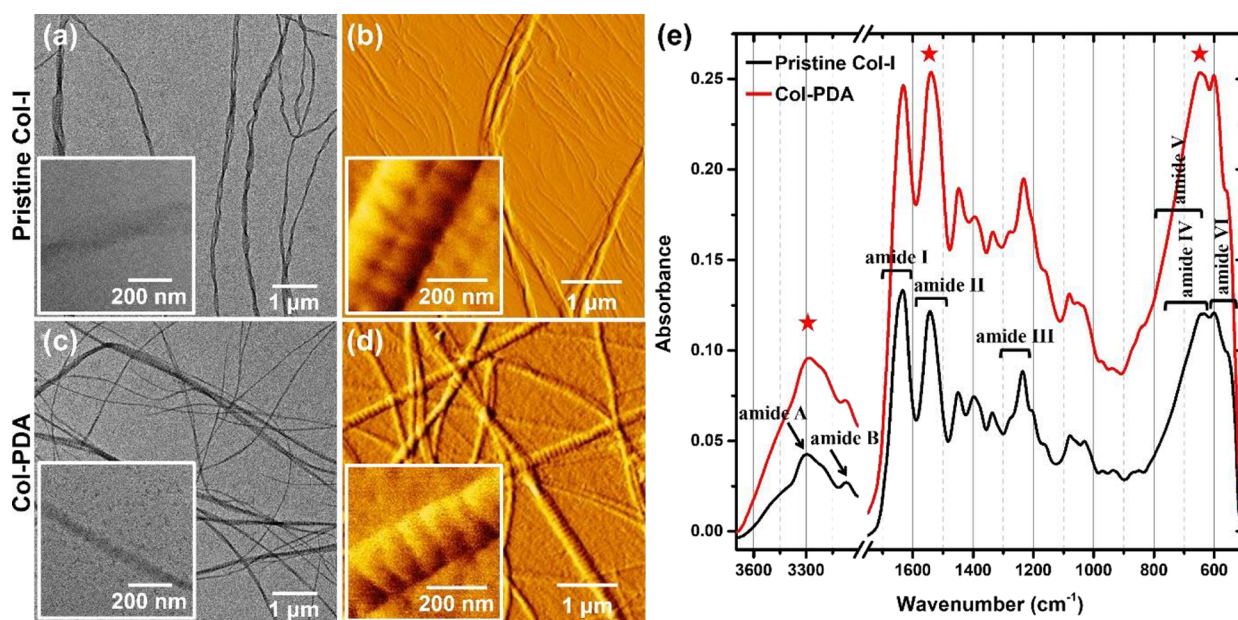 Pristine Col-I
(a)
200 nm
1 µm
(b)
200 nm
1 µm
Col-PDA
(c)
200 nm
1 µm
(d)
200 nm
1 µm
(e)
Pristine Col-I
Col-PDA
amide A
amide B
amide I
amide II
amide III
amide V
amide IV
amide VI
Absorbance
0.25
0.20
0.15
0.10
0.05
0.00
3600 3300 1600 1400 1200 1000 800 600
Wavenumber (cm⁻¹)